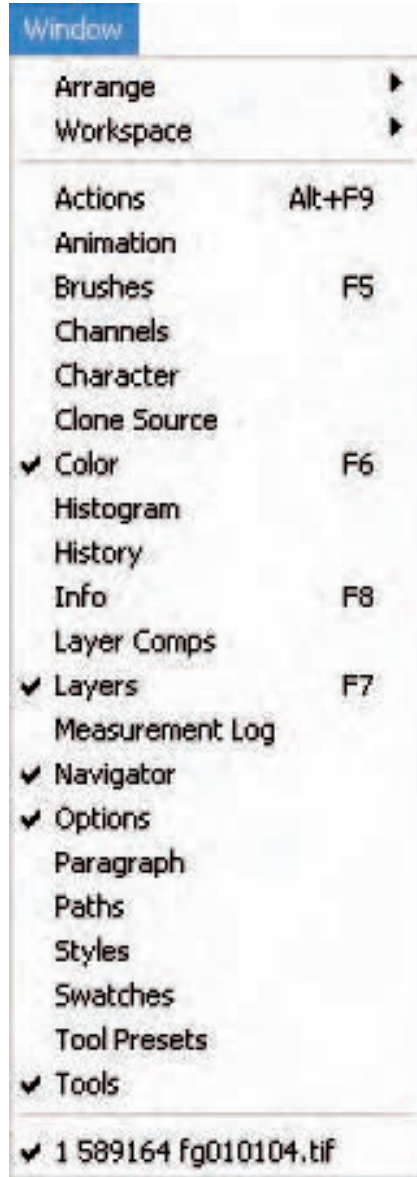 Window
Arrange
Workspace
Actions Alt+F9
Animation
Brushes F5
Channels
Character
Clone Source
Color F6
Histogram
History
Info F8
Layer Comps
Layers F7
Measurement Log
Navigator
Options
Paragraph
Paths
Styles
Swatches
Tool Presets
Tools
1 589164 fg010104.tif